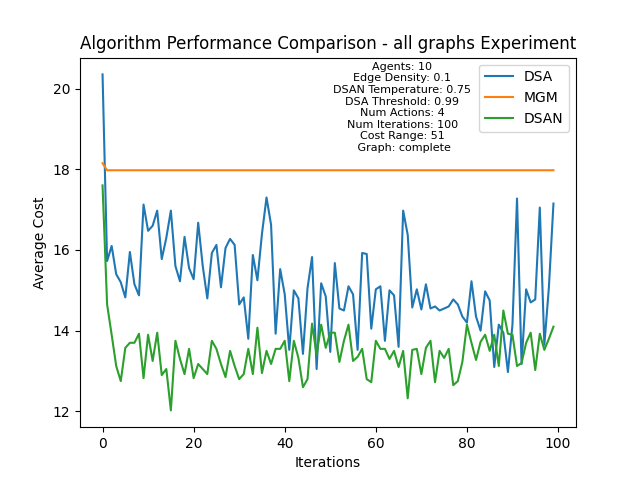 Algorithm Performance Comparison - all graphs Experiment
Agents: 10
Edge Density: 0.1
DSAN Temperature: 0.75
DSA Threshold: 0.99
Num Actions: 4
Num Iterations: 100
Cost Range: 51
Graph: complete
DSA
MGM
DSAN
Average Cost
20
18
16
14
12
0
20
40
60
80
100
Iterations